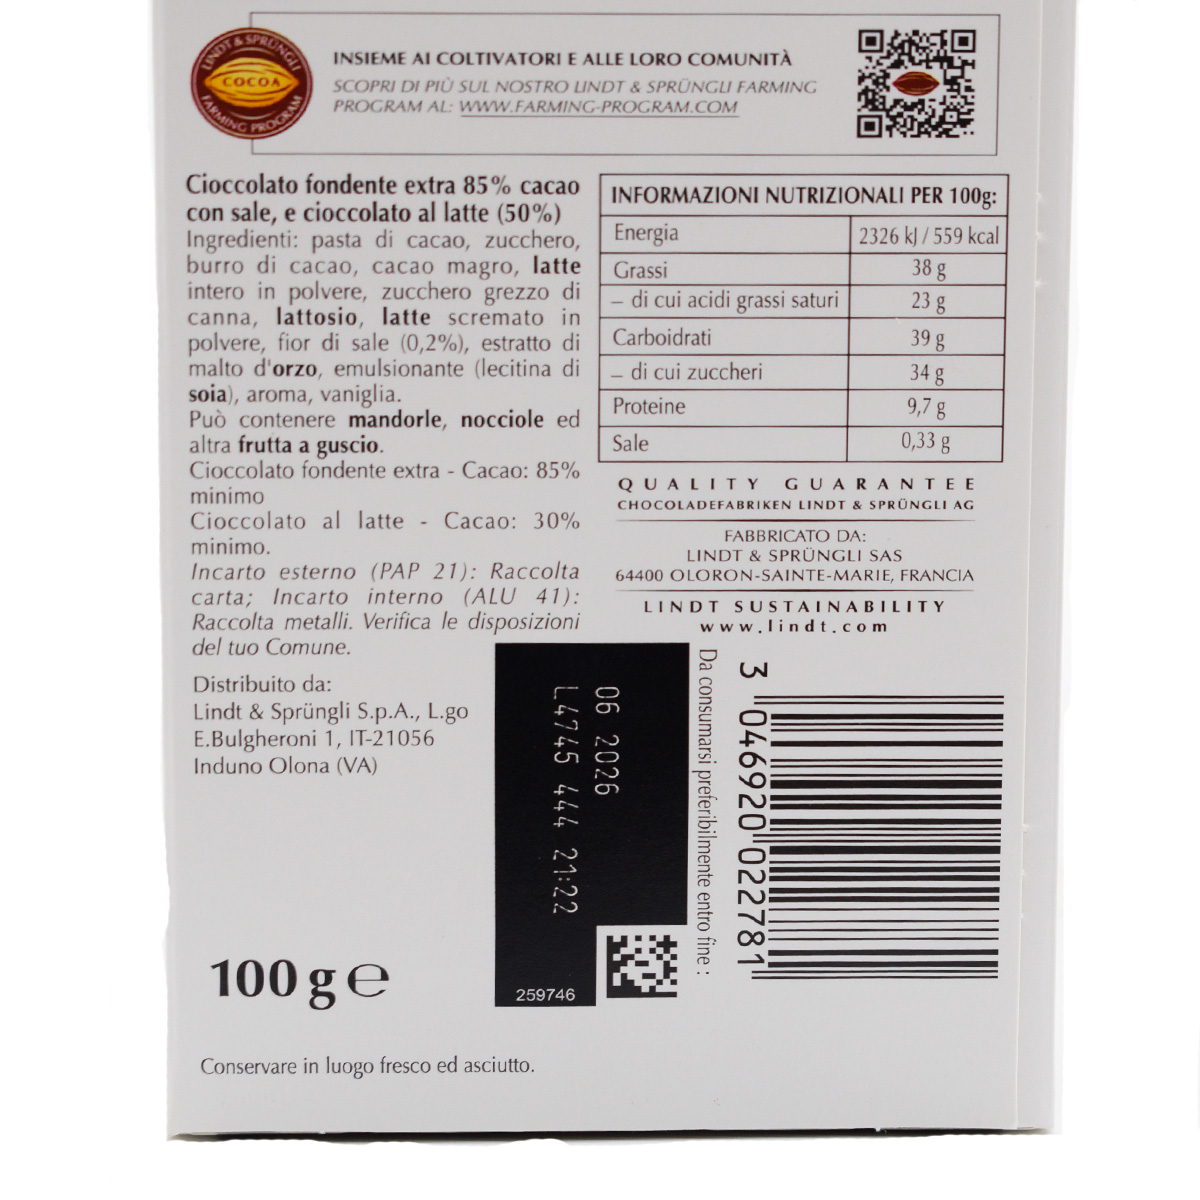 LINDT & SPRÜNGLI
COCOA
FARMING PROGRAM
INSIEME AI COLTIVATORI E ALLE LORO COMUNITÀ
SCOPRI DI PIÙ SUL NOSTRO LINDT & SPRÜNGLI FARMING
PROGRAM AL: WWW.FARMING-PROGRAM.COM
Cioccolato fondente extra 85% cacao
con sale, e cioccolato al latte (50%)
Ingredienti: pasta di cacao, zucchero,
burro di cacao, cacao magro, latte
intero in polvere, zucchero grezzo di
canna, lattosio, latte scremato in
polvere, fior di sale (0,2%), estratto di
malto d'orzo, emulsionante (lecitina di
soia), aroma, vaniglia.
Può contenere mandorle, nocciole ed
altra frutta a guscio.
Cioccolato fondente extra - Cacao: 85%
minimo
Cioccolato al latte - Cacao: 30%
minimo.
Incarto esterno (PAP 21): Raccolta
carta; Incarto interno (ALU 41):
Raccolta metalli. Verifica le disposizioni
del tuo Comune.
Distribuito da:
Lindt & Sprüngli S.p.A., L.go
E.Bulgheroni 1, IT-21056
Induno Olona (VA)
INFORMAZIONI NUTRIZIONALI PER 100g:
Energia 2326 kJ / 559 kcal
Grassi 38 g
– di cui acidi grassi saturi 23 g
Carboidrati 39 g
– di cui zuccheri 34 g
Proteine 9,7 g
Sale 0,33 g
QUALITY GUARANTEE
CHOCOLADEFABRIKEN LINDT & SPRÜNGLI AG
FABBRICATO DA:
LINDT & SPRÜNGLI SAS
64400 OLORON-SAINTE-MARIE, FRANCIA
LINDT SUSTAINABILITY
www.lindt.com
Da consumarsi preferibilmente entro fine :
06 2026
L4745 444 21:22
259746
3 046920 022781
100 g e
Conservare in luogo fresco ed asciutto.